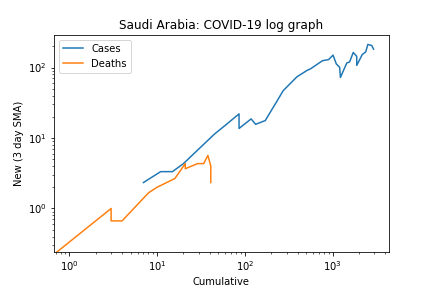 Saudi Arabia: COVID-19 log graph
Cases
Deaths
New (3 day SMA)
10²
10¹
10⁰
10⁰ 10¹ 10² 10³
Cumulative